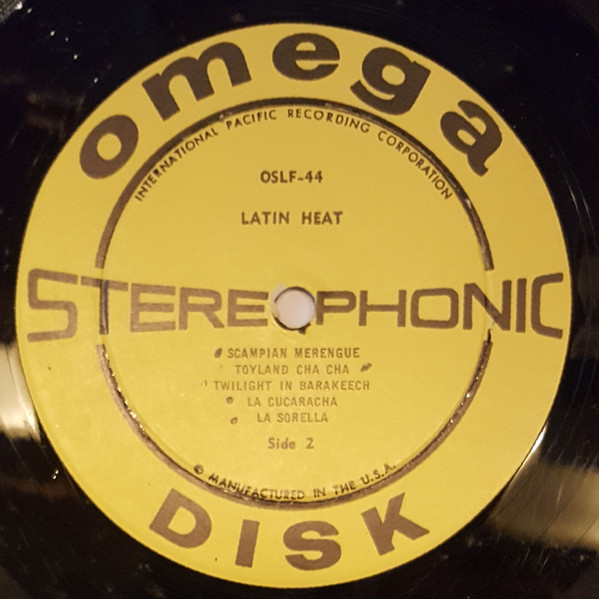 omega
INTERNATIONAL PACIFIC RECORDING CORPORATION
OSLF-44
LATIN HEAT
STEREOPHONIC
SCAMPIAN MERENGUE
TOYLAND CHA CHA
TWILIGHT IN BARAKEECH
LA CUCARACHA
LA SORELLA
Side 2
© MANUFACTURED IN THE U.S.A.
DISK